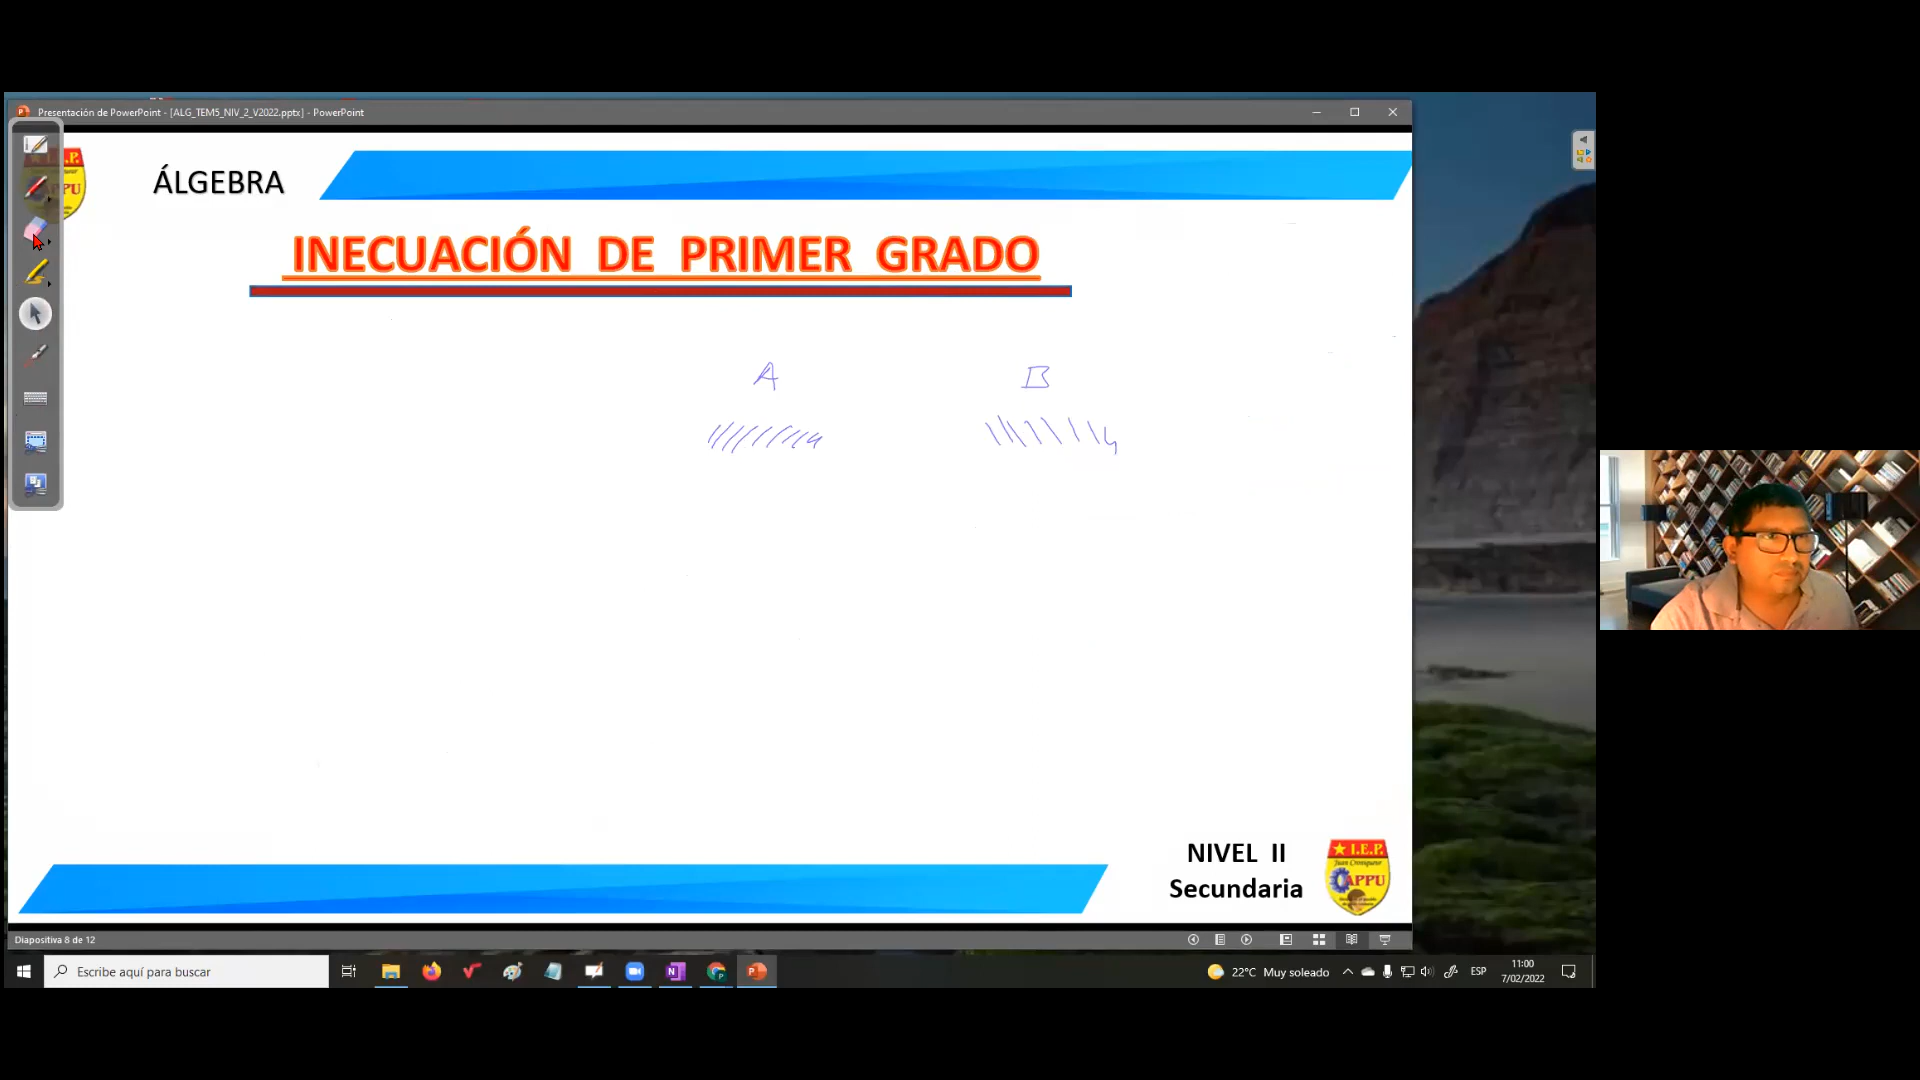 Presentación de PowerPoint - [ALG_TEM5_NIV_2_V2022.pptx] - PowerPoint
ÁLGEBRA
INECUACIÓN DE PRIMER GRADO
A B
NIVEL II
Secundaria
I.E.P.
APPU
Diapositiva 8 de 12
Escribe aquí para buscar
22°C Muy soleado
ESP
11:00
7/02/2022